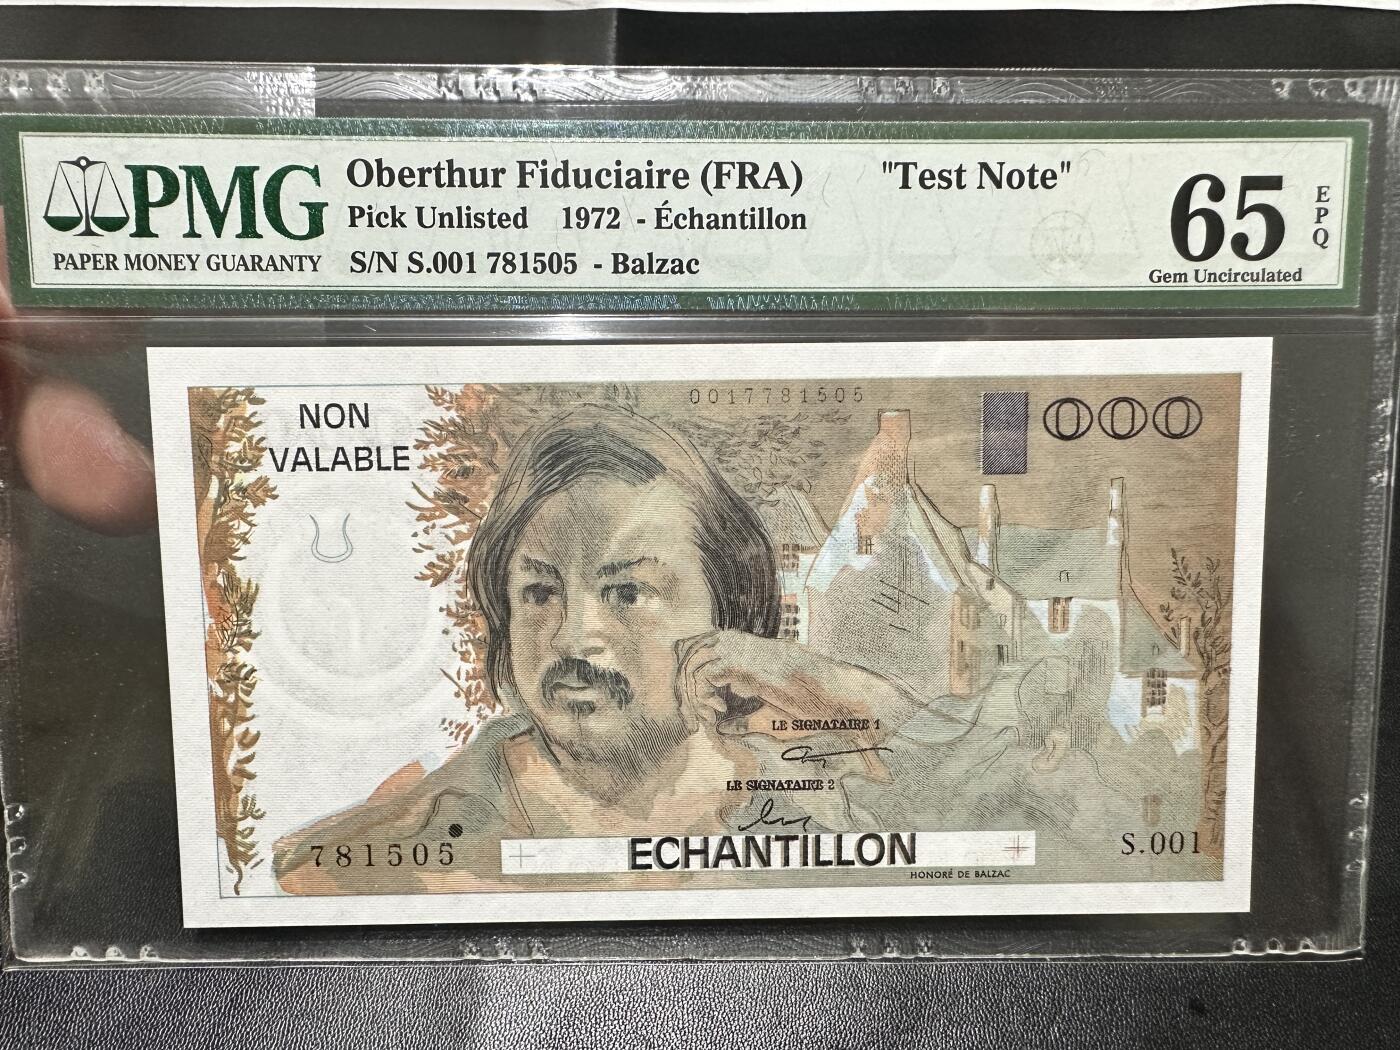 PMG
PAPER MONEY GUARANTY
Oberthur Fiduciaire (FRA) "Test Note"
Pick Unlisted 1972 - Échantillon
S/N S.001 781505 - Balzac
65
EPQ
Gem Uncirculated
0017781505
000
NON
VALABLE
LE SIGNATAIRE 1
LE SIGNATAIRE 2
781505
ECHANTILLON
S.001
HONORÉ DE BALZAC